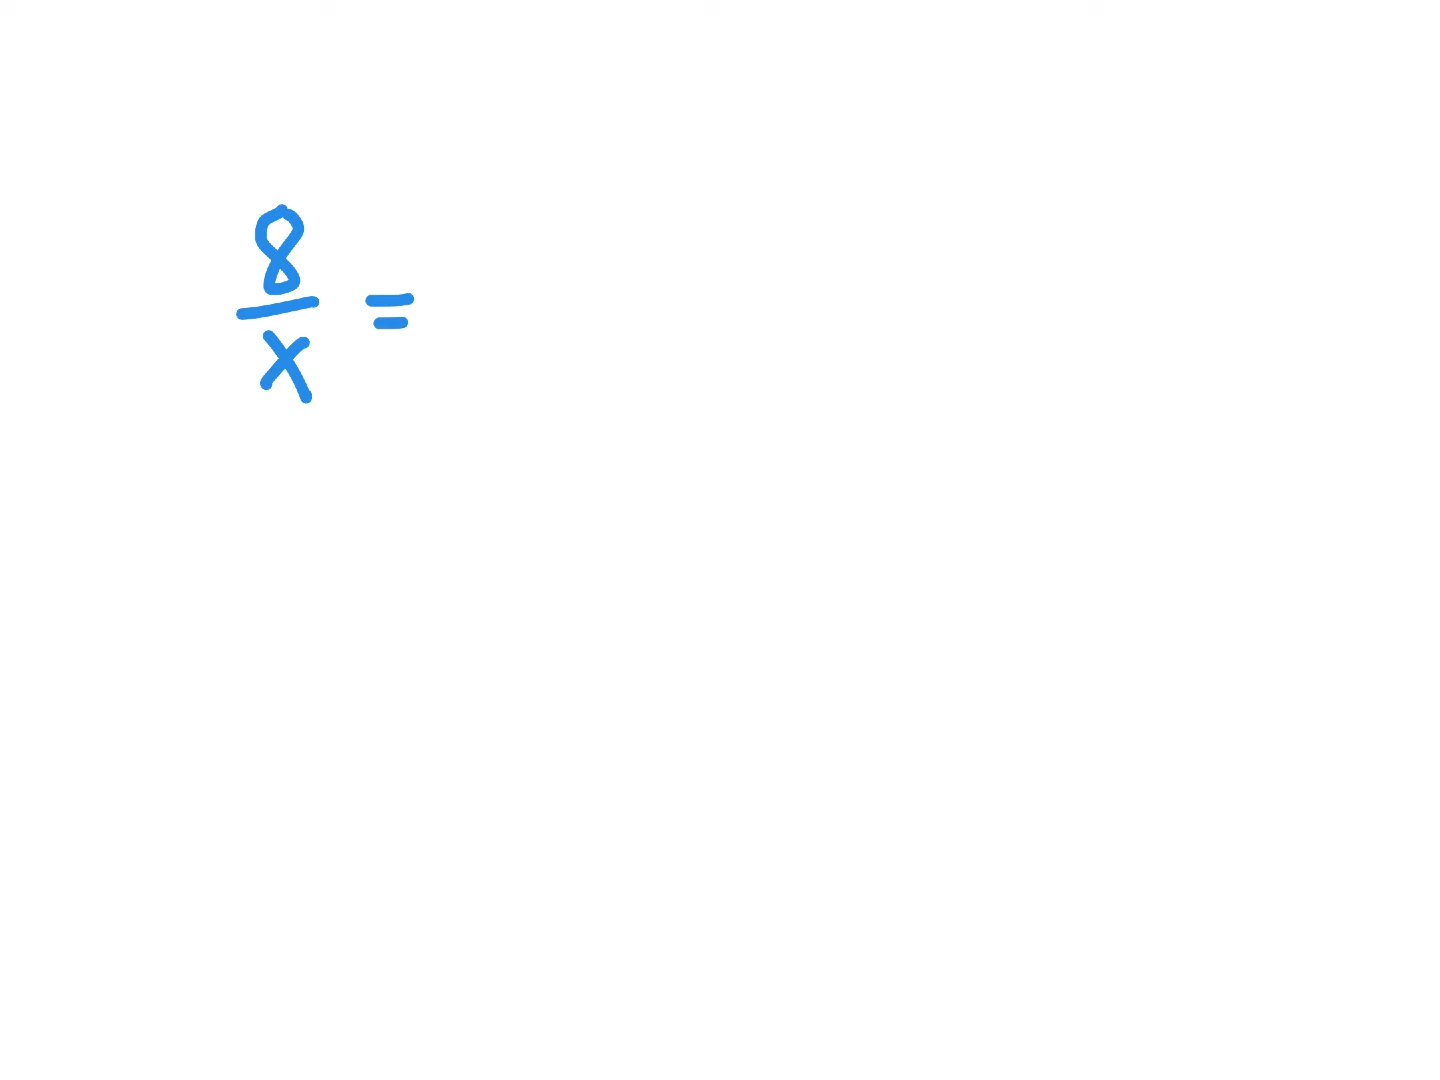 8/x =